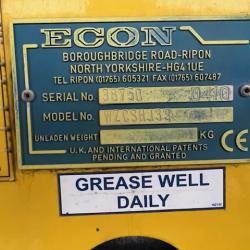 ECON
BOROUGHBRIDGE ROAD·RIPON
NORTH YORKSHIRE·HG4 1UE
TEL RIPON (01765) 605321 FAX (01765) 607487
SERIAL No.
MODEL No.
UNLADEN WEIGHT KG
U.K. AND INTERNATIONAL PATENTS
PENDING AND GRANTED
CE
GREASE WELL
DAILY